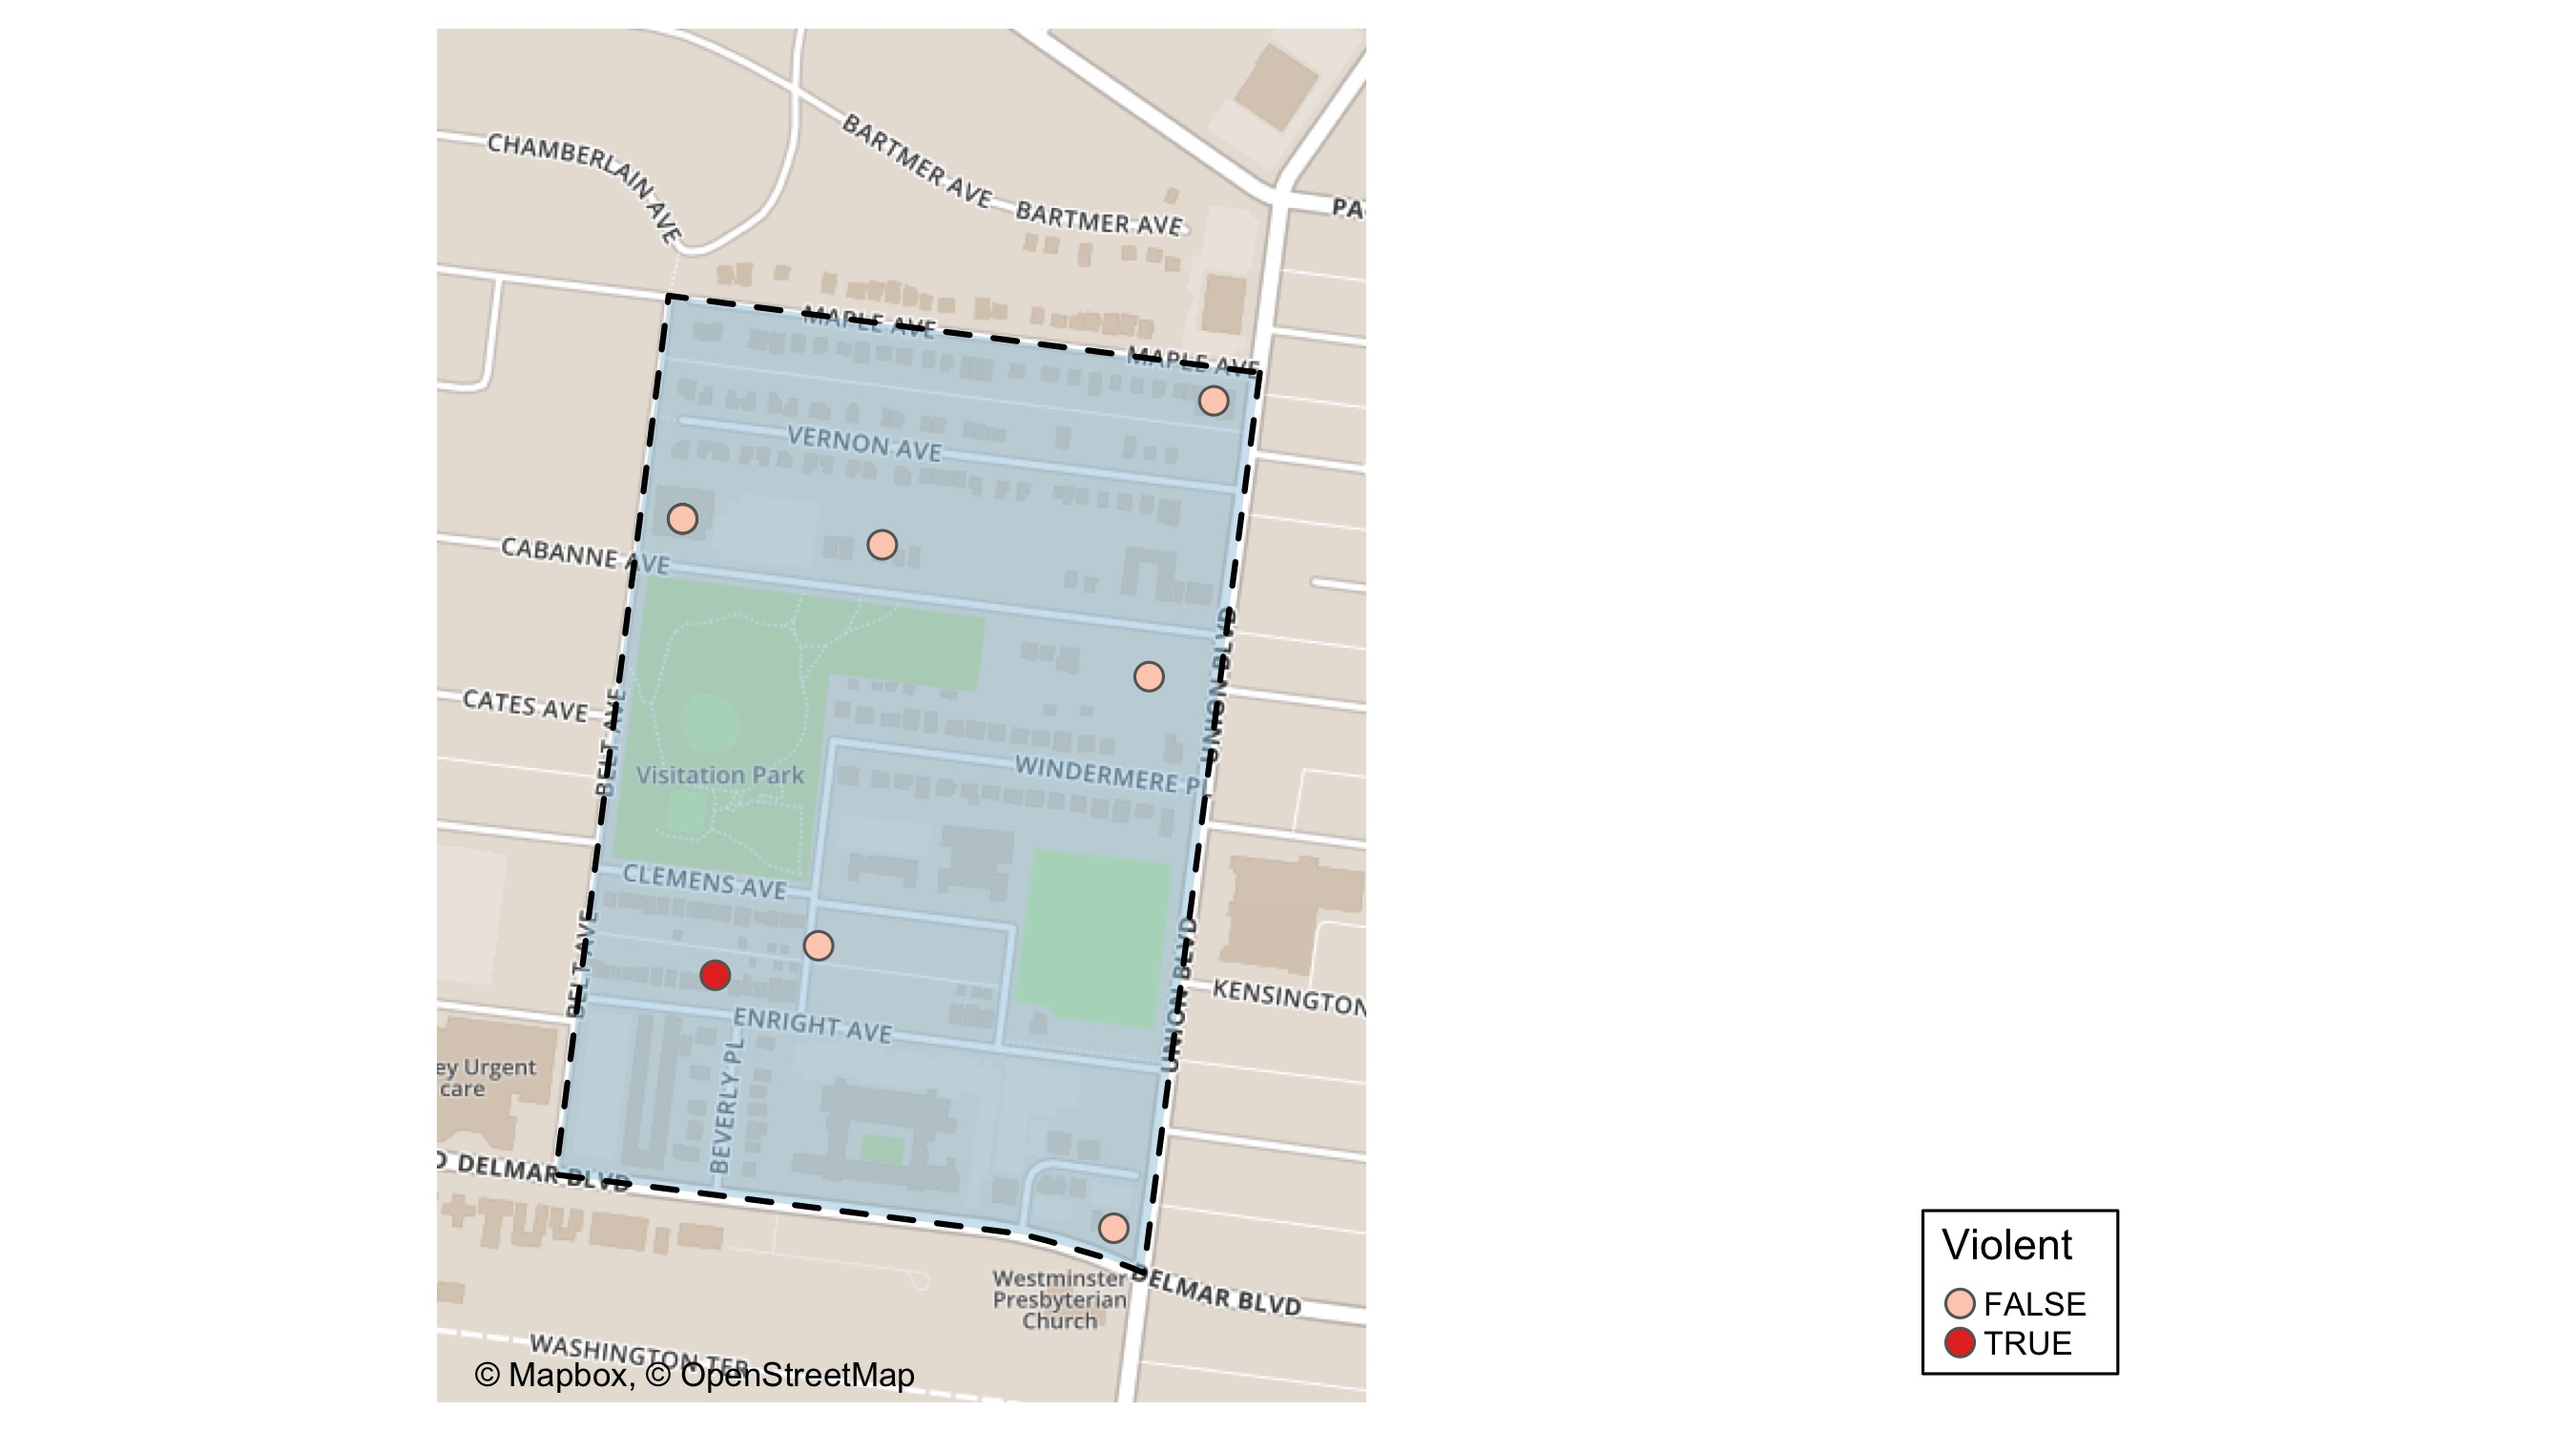 CHAMBERLAIN AVE
BARTMER AVE
BARTMER AVE
PA
MAPLE AVE
MAPLE AVE
VERNON AVE
CABANNE AVE
UNION BLVD
CATES AVE
BELT AVE
Visitation Park
WINDERMERE P
CLEMENS AVE
BELT AVE
UNION BLVD
KENSINGTON
ENRIGHT AVE
BEVERLY PL
ey Urgent
care
DELMAR BLVD
Westminster
Presbyterian
Church
DELMAR BLVD
WASHINGTON TER
© Mapbox, © OpenStreetMap
Violent
FALSE
TRUE